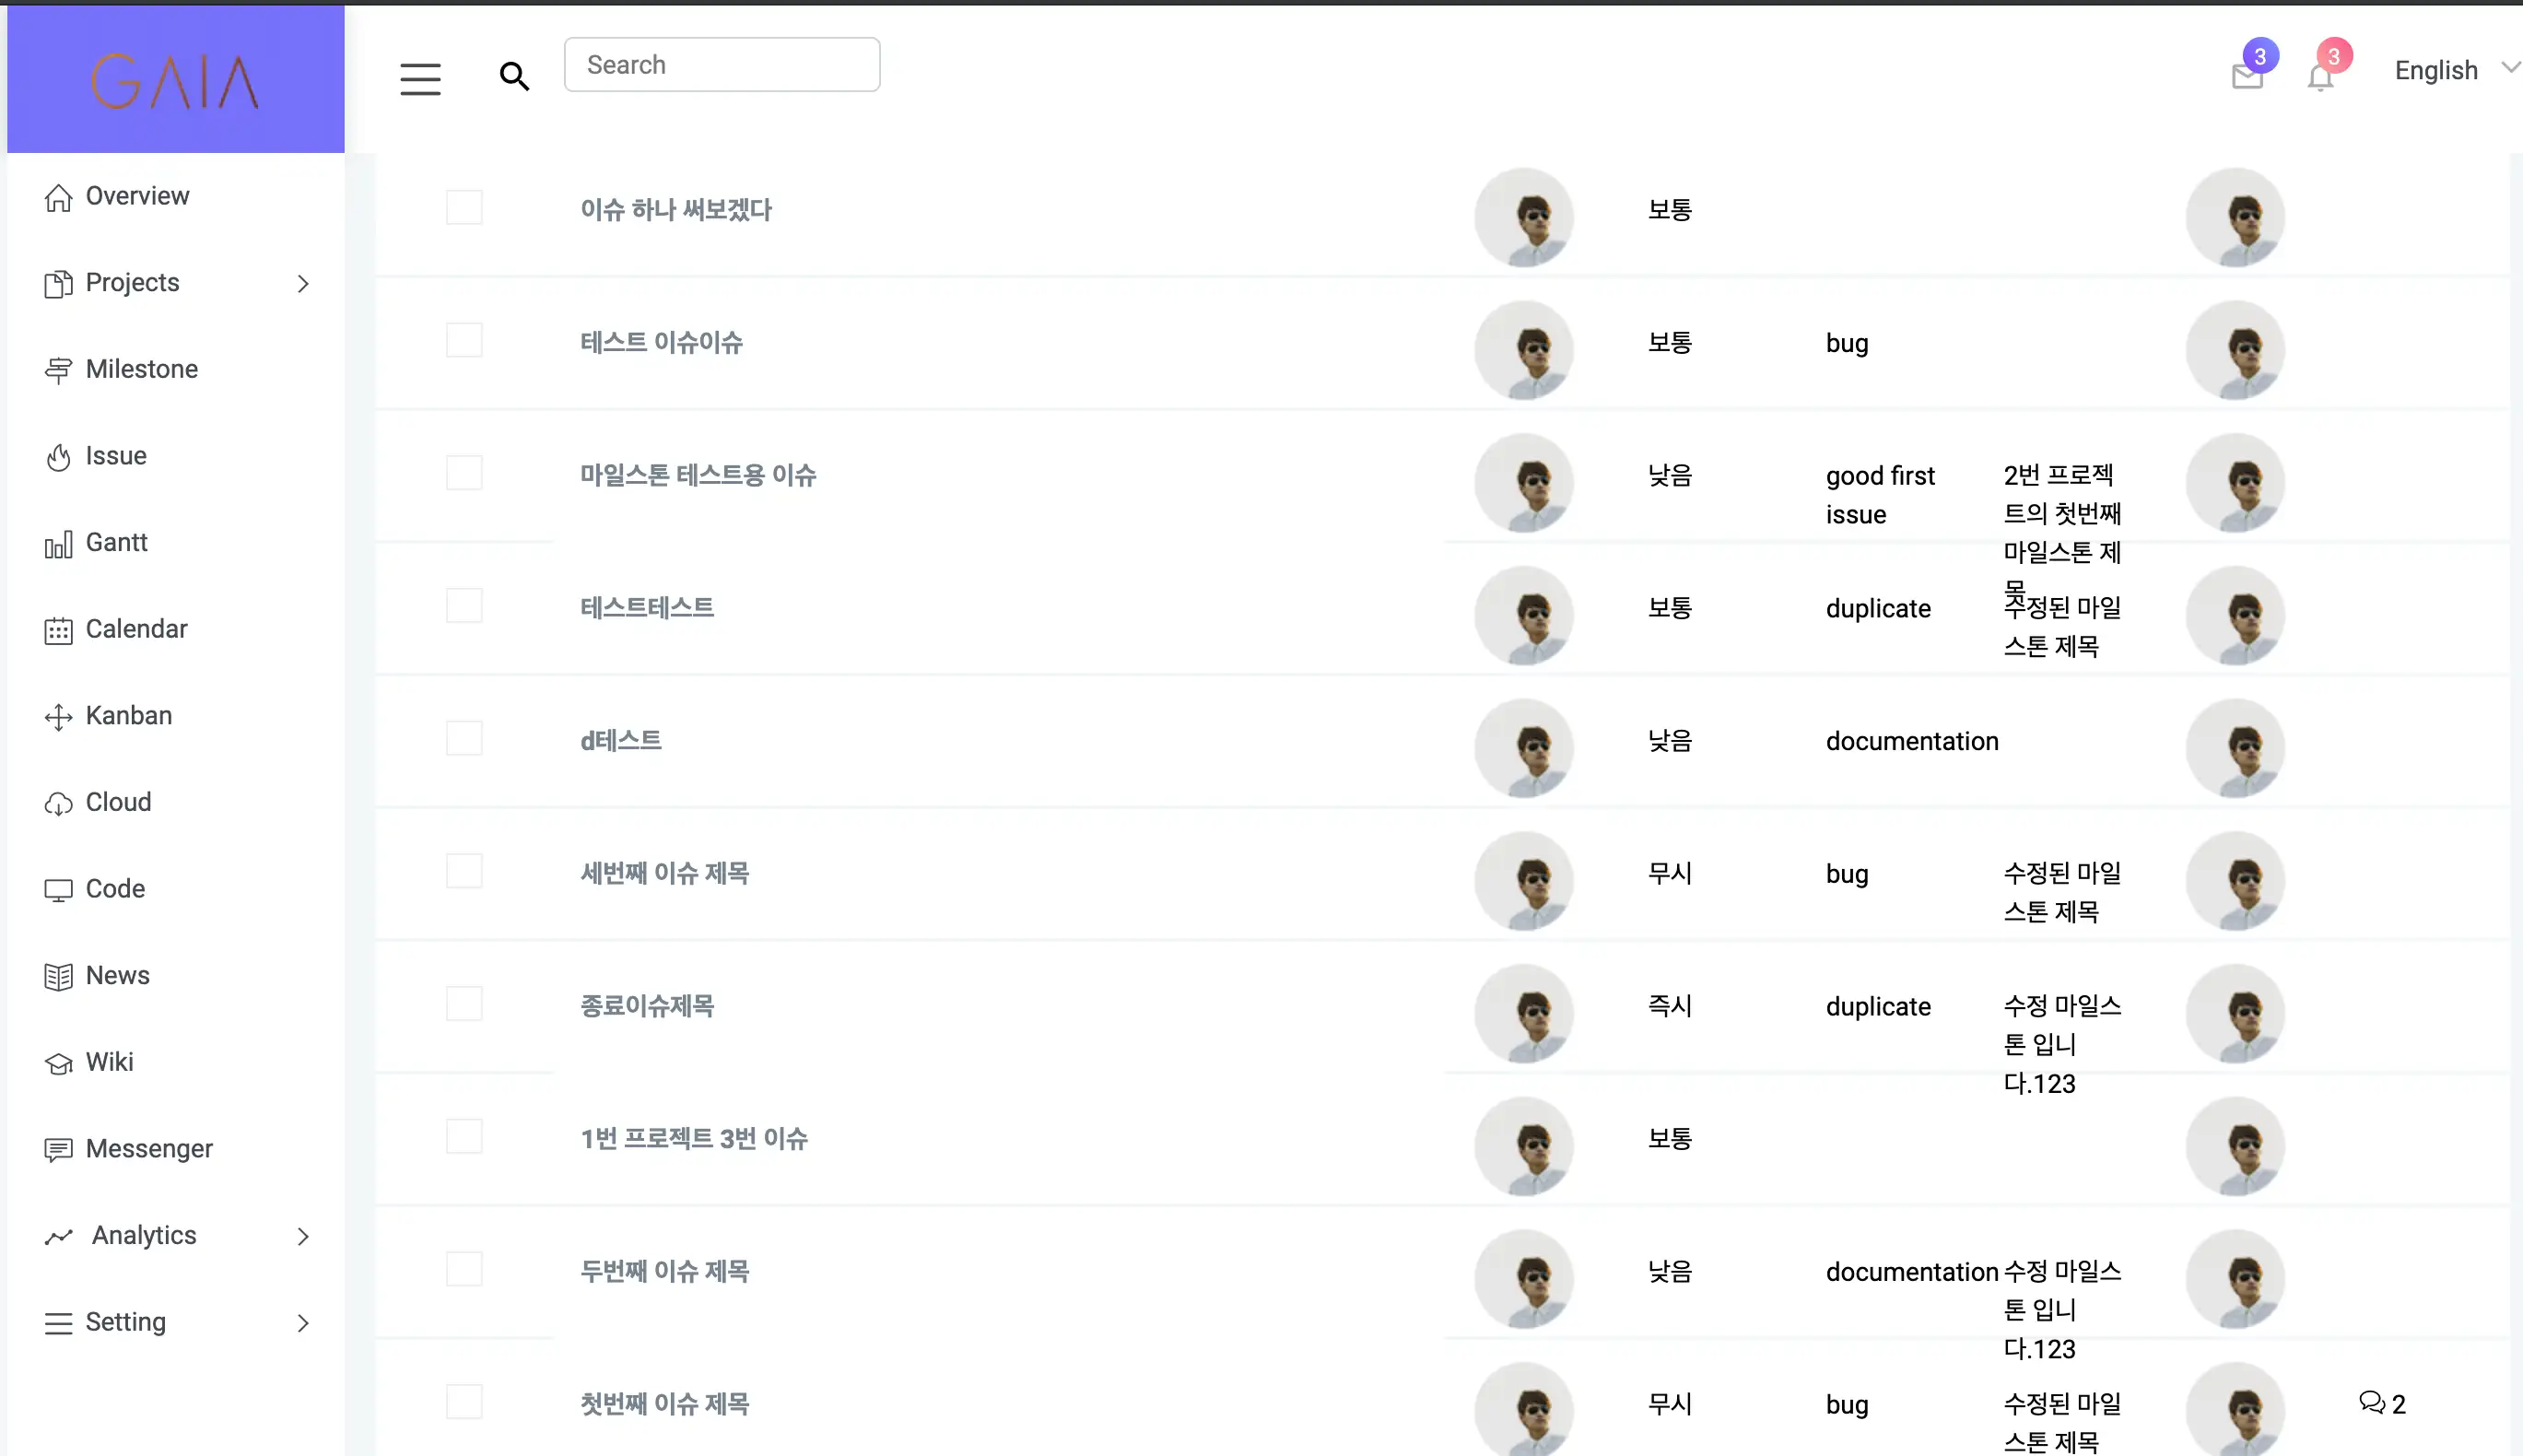 GAIA
Search
3
3
English
Overview
Projects
Milestone
Issue
Gantt
Calendar
Kanban
Cloud
Code
News
Wiki
Messenger
Analytics
Setting
이슈 하나 써보겠다
보통
테스트 이슈이슈
보통
bug
마일스톤 테스트용 이슈
낮음
good first
issue
2번 프로젝
트의 첫번째
마일스톤 제
목
테스트테스트
보통
duplicate
수정된 마일
스톤 제목
d테스트
낮음
documentation
세번째 이슈 제목
무시
bug
수정된 마일
스톤 제목
종료이슈제목
즉시
duplicate
수정 마일스
톤 입니
다.123
1번 프로젝트 3번 이슈
보통
두번째 이슈 제목
낮음
documentation
수정 마일스
톤 입니
다.123
첫번째 이슈 제목
무시
bug
수정된 마일
스톤 제목
2